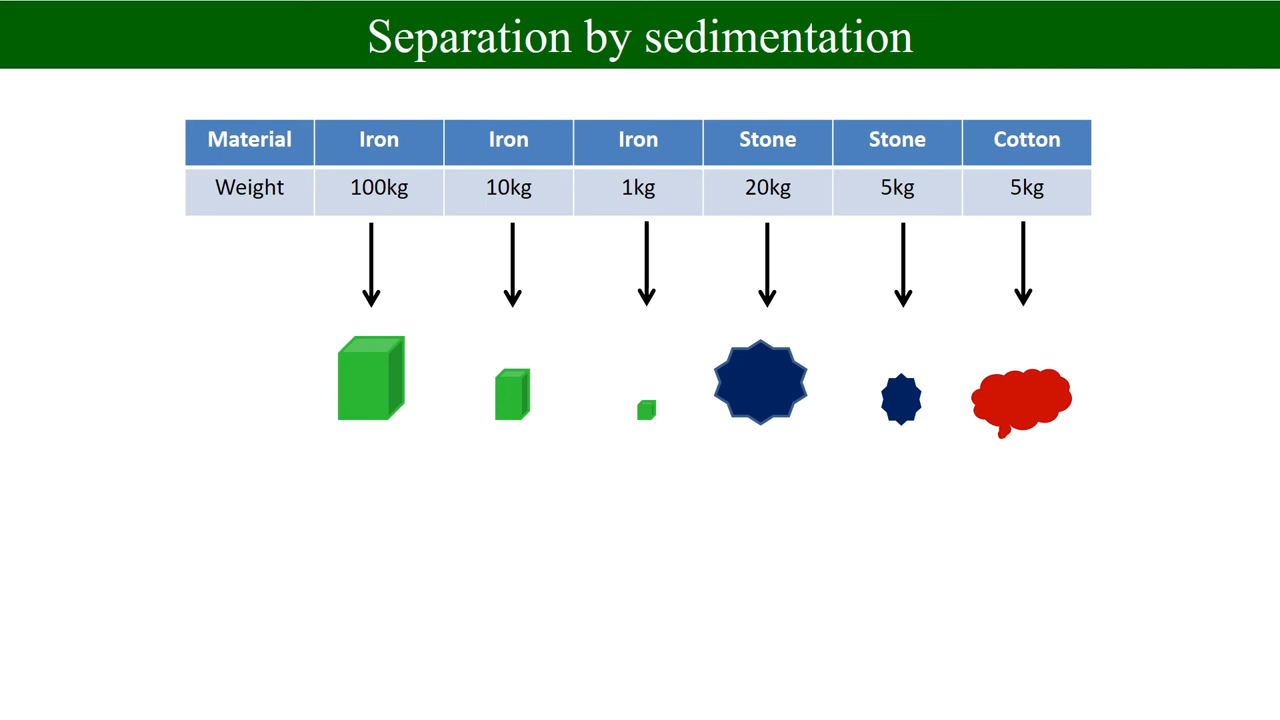 Separation by sedimentation
Material Iron Iron Iron Stone Stone Cotton
Weight 100kg 10kg 1kg 20kg 5kg 5kg